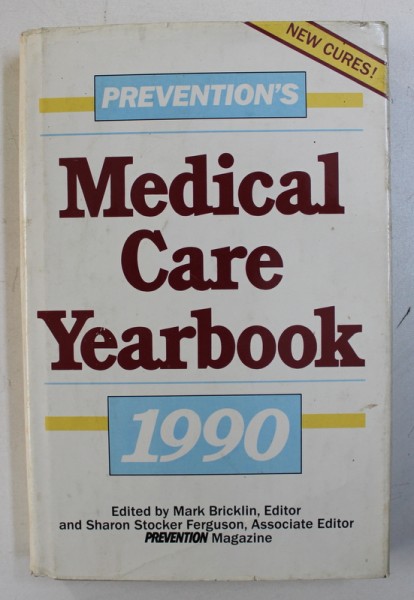 NEW CURES!
PREVENTION'S
Medical
Care
Yearbook
1990
Edited by Mark Bricklin, Editor
and Sharon Stocker Ferguson, Associate Editor
PREVENTION Magazine